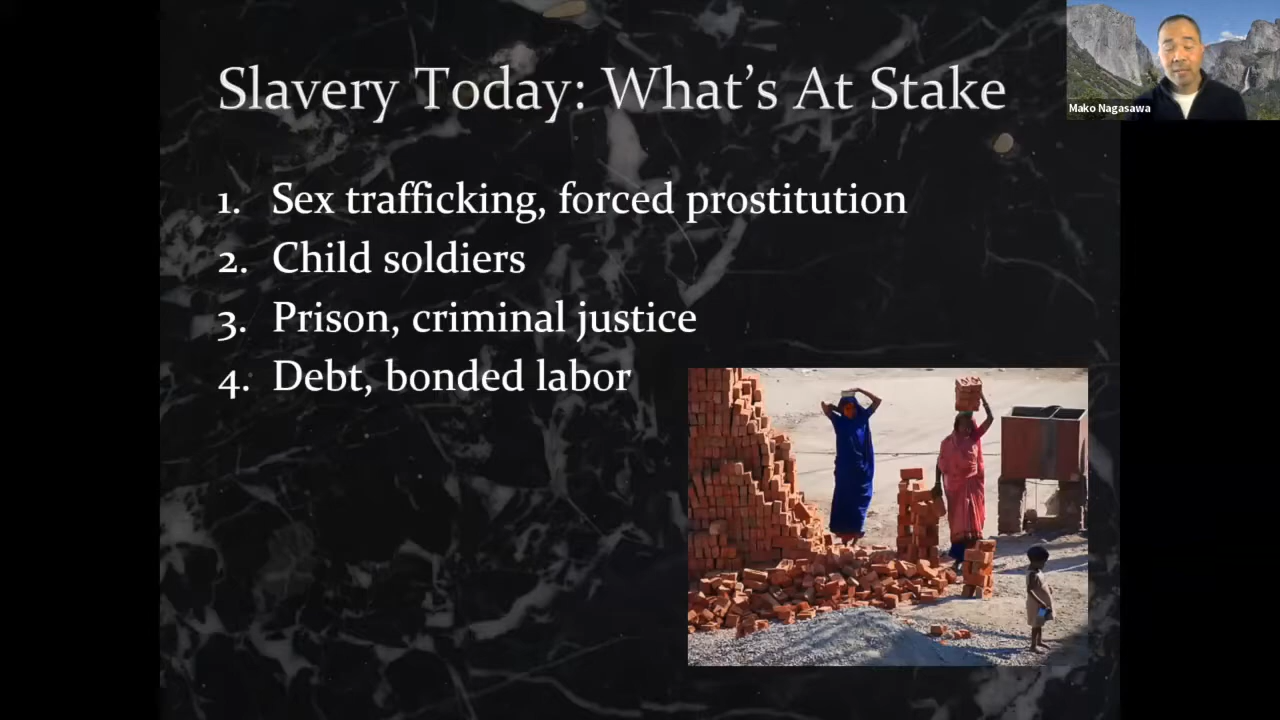 Slavery Today: What's At Stake
Mako Nagasawa
1. Sex trafficking, forced prostitution
2. Child soldiers
3. Prison, criminal justice
4. Debt, bonded labor